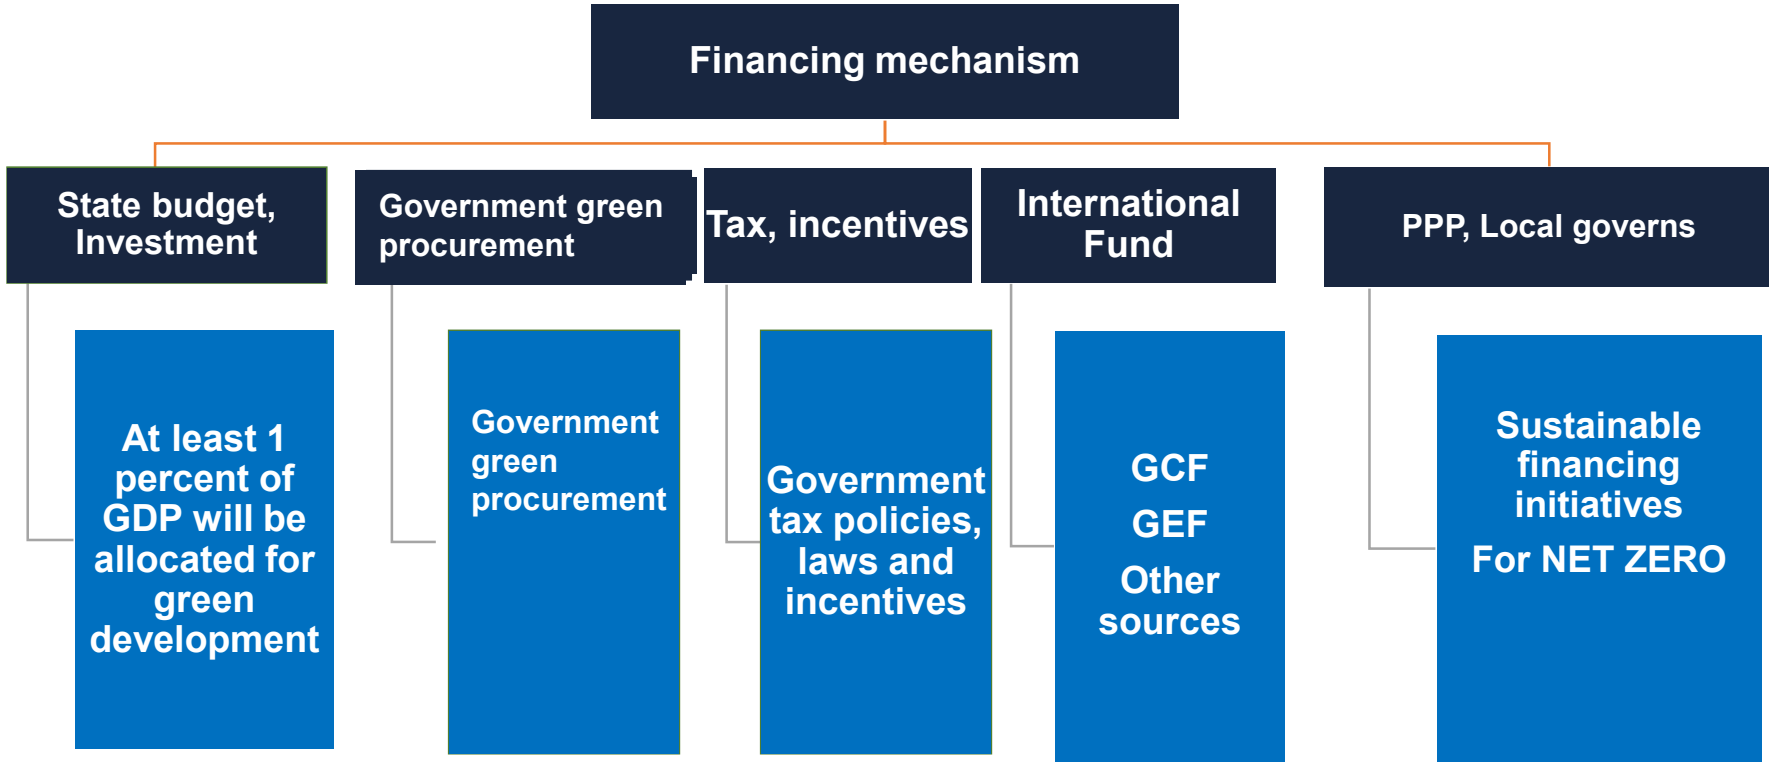 Financing mechanism
State budget,
Investment
Government green
procurement
Tax, incentives
International
Fund
PPP, Local governs
At least 1
percent of
GDP will be
allocated for
green
development
Government
green
procurement
Government
tax policies,
laws and
incentives
GCF
GEF
Other
sources
Sustainable
financing
initiatives
For NET ZERO